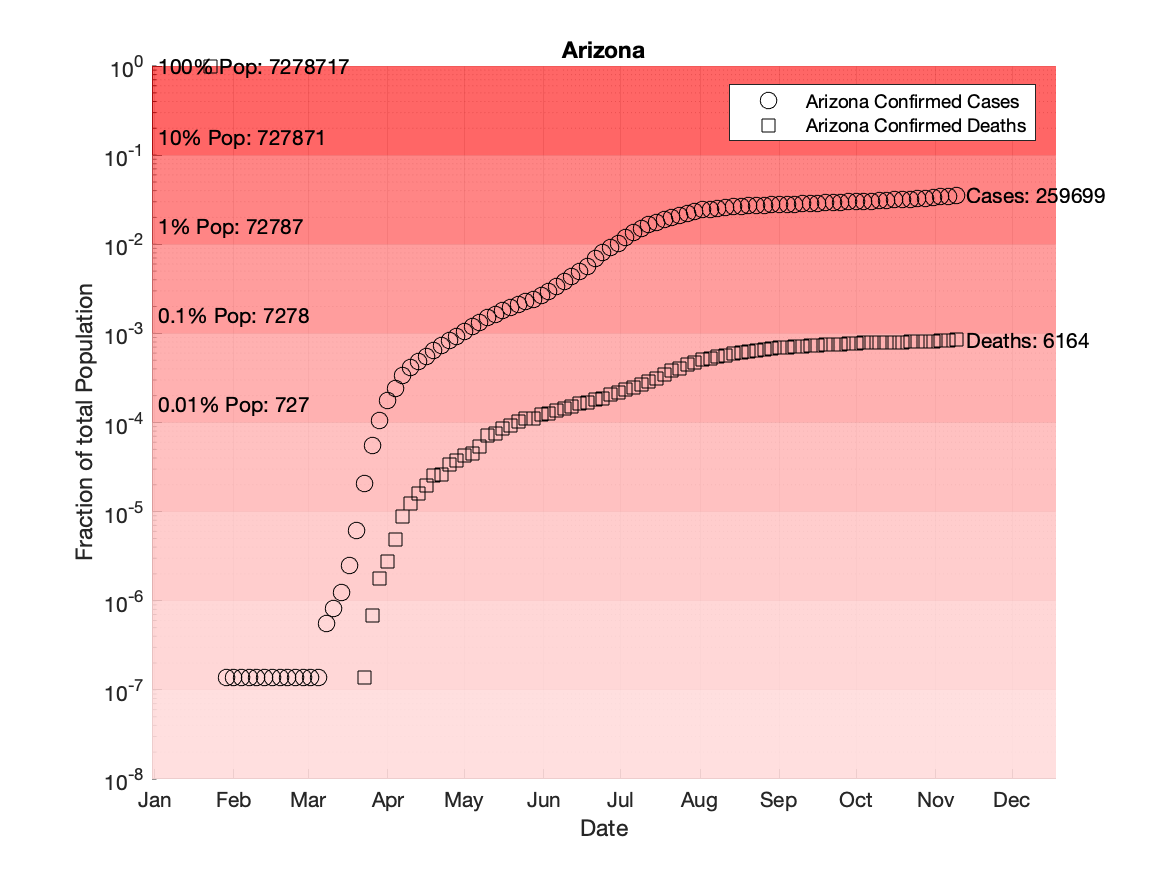 Arizona
10^0
100% Pop: 7278717
Arizona Confirmed Cases
Arizona Confirmed Deaths
10% Pop: 727871
10^-1
Cases: 259699
1% Pop: 72787
10^-2
0.1% Pop: 7278
10^-3
Deaths: 6164
0.01% Pop: 727
10^-4
10^-5
10^-6
10^-7
10^-8
Fraction of total Population
Jan Feb Mar Apr May Jun Jul Aug Sep Oct Nov Dec
Date